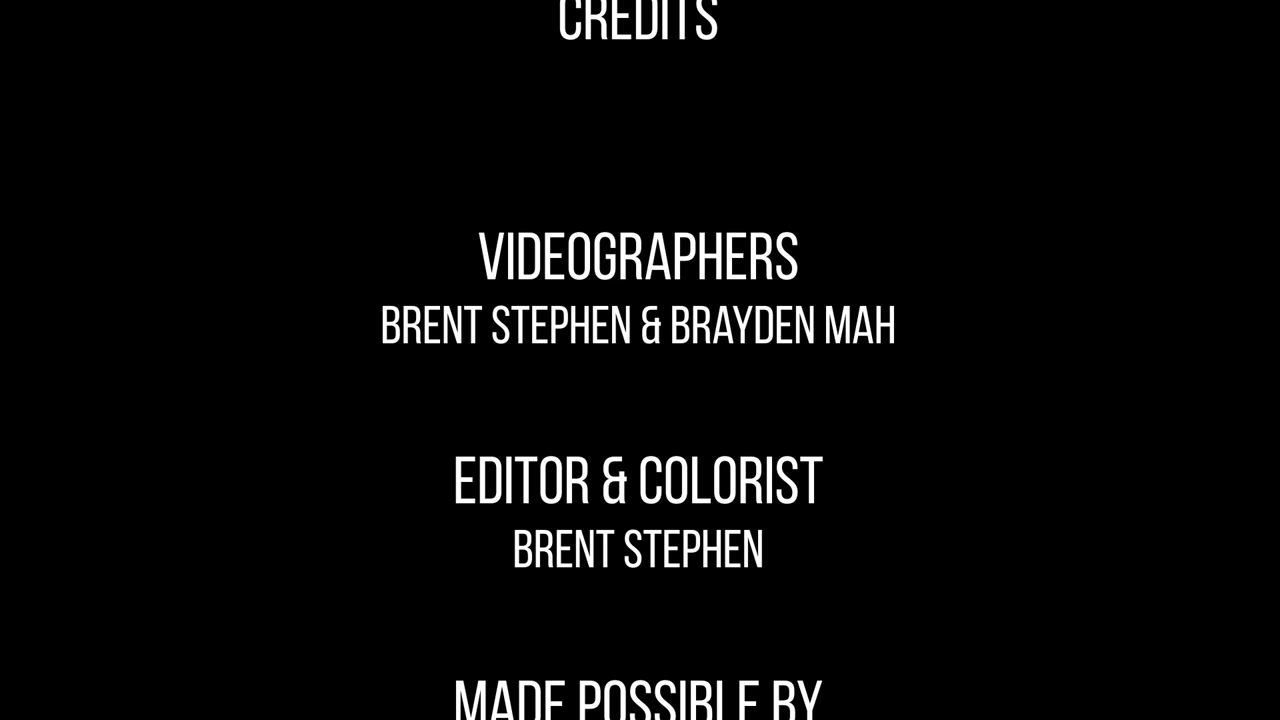 CREDITS
VIDEOGRAPHERS
BRENT STEPHEN & BRAYDEN MAH
EDITOR & COLORIST
BRENT STEPHEN
MADE POSSIBLE BY